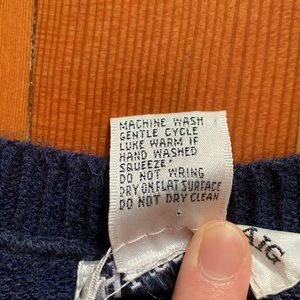 MACHINE WASH
GENTLE CYCLE
LUKE WARM IF
HAND WASHED
SQUEEZE
DO NOT WRING
DRY ON FLAT SURFACE
DO NOT DRY CLEAN
AIG